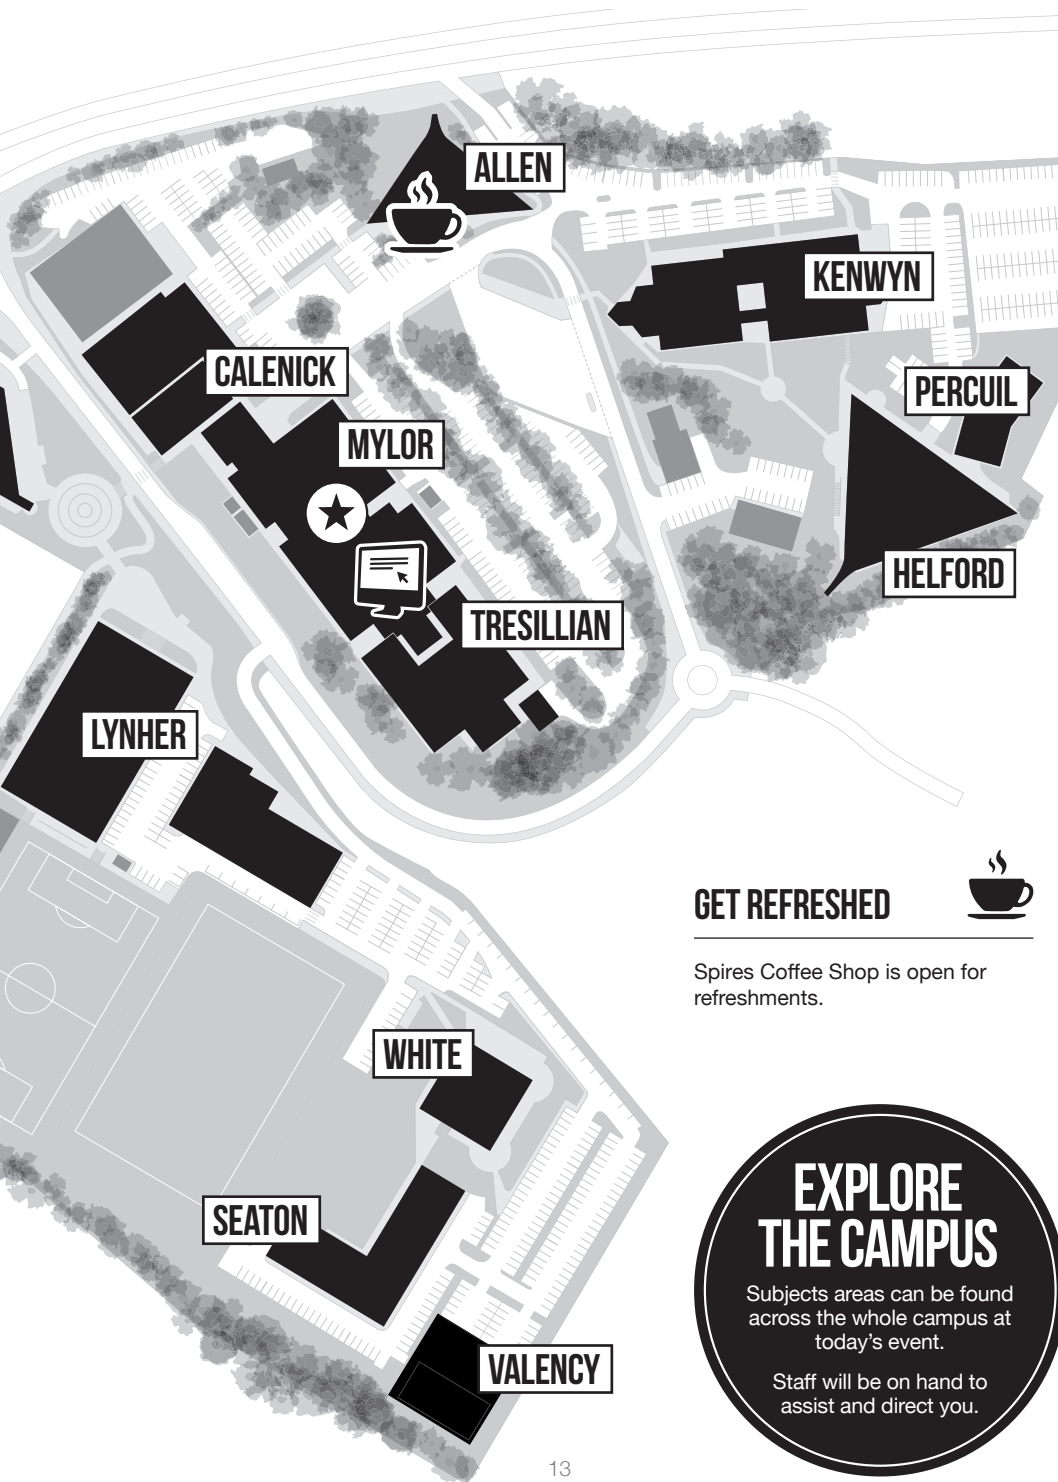 ALLEN
KENWYN
CALENICK
PERCUIL
MYLOR
HELFORD
TRESILLIAN
LYNHER
GET REFRESHED
Spires Coffee Shop is open for
refreshments.
WHITE
SEATON
VALENCY
EXPLORE
THE CAMPUS
Subjects areas can be found
across the whole campus at
today's event.
Staff will be on hand to
assist and direct you.
13